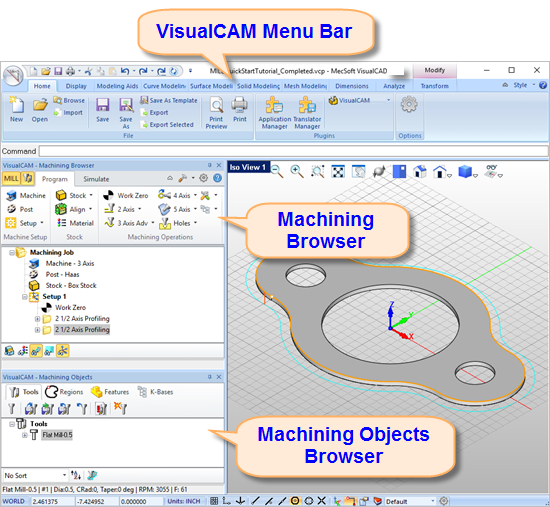 VisualCAM Menu Bar
MILLQuickStartTutorial_Completed.vcp - MecSoft VisualCAD
Modify
Home Display Modeling Aids Curve Modeling Surface Modeling Solid Modeling Mesh Modeling Dimensions Analyze Transform Style
New Open Browse Import Save Save As Save As Template Export Export Selected Print Preview Print Application Manager Translator Manager VisualCAM Options
File Plugins Options
Command
VisualCAM - Machining Browser
Iso View 1
MILL Program Simulate
Machine Stock Work Zero 4 Axis
Post Align 2 Axis 5 Axis
Setup Material 3 Axis Adv Holes
Machine Setup Stock Machining Operations
Machining Browser
Machining Job
Machine - 3 Axis
Post - Haas
Stock - Box Stock
Setup 1
Work Zero
2 1/2 Axis Profiling
2 1/2 Axis Profiling
Z
Y
X
VisualCAM - Machining Objects
Tools Regions Features K-Bases
Tools
Flat Mill-0.5
Machining Objects Browser
No Sort
Flat Mill-0.5 | #1 | Dia:0.5, CRad:0, Taper:0 deg | RPM: 3055 | F: 61
WORLD 2.461375 -7.424952 0.000000 Units: INCH Default